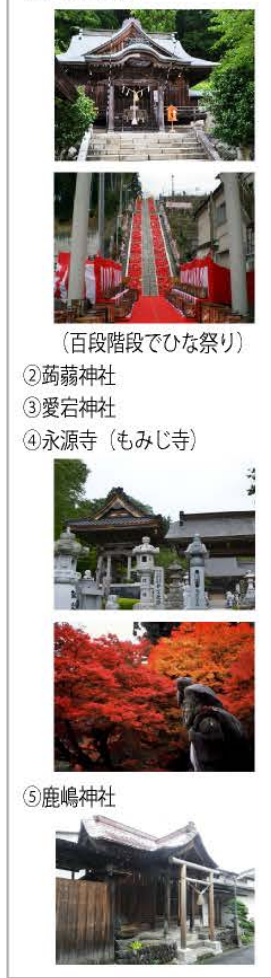 （百段階段でひな祭り）
②蒟蒻神社
③愛宕神社
④永源寺（もみじ寺）
⑤鹿嶋神社